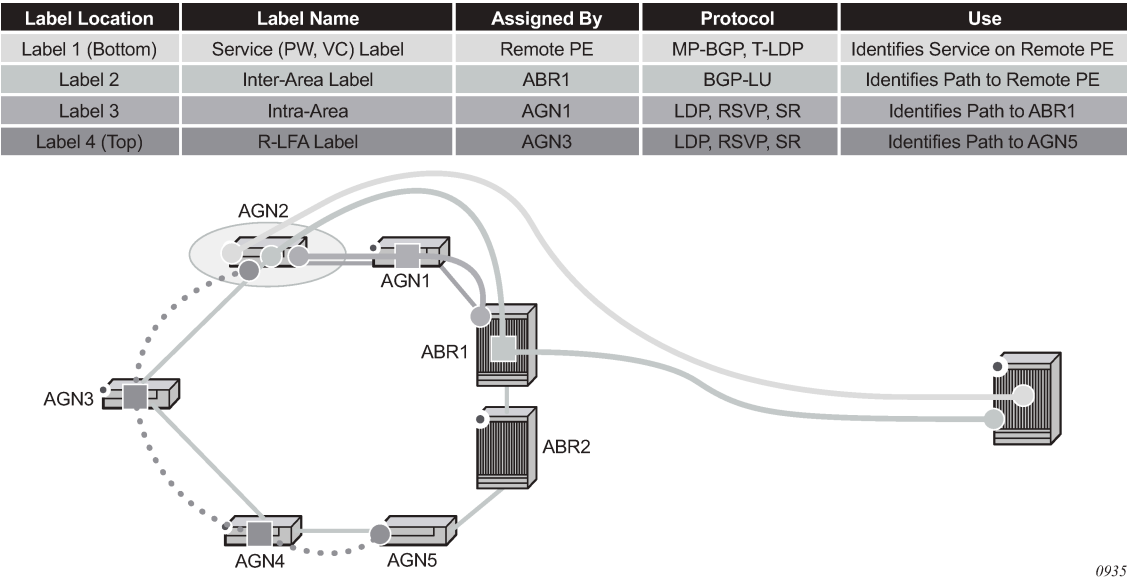 Label Location Label Name Assigned By Protocol Use
Label 1 (Bottom) Service (PW, VC) Label Remote PE MP-BGP, T-LDP Identifies Service on Remote PE
Label 2 Inter-Area Label ABR1 BGP-LU Identifies Path to Remote PE
Label 3 Intra-Area AGN1 LDP, RSVP, SR Identifies Path to ABR1
Label 4 (Top) R-LFA Label AGN3 LDP, RSVP, SR Identifies Path to AGN5
AGN2
AGN1
ABR1
AGN3
ABR2
AGN4
AGN5
0935